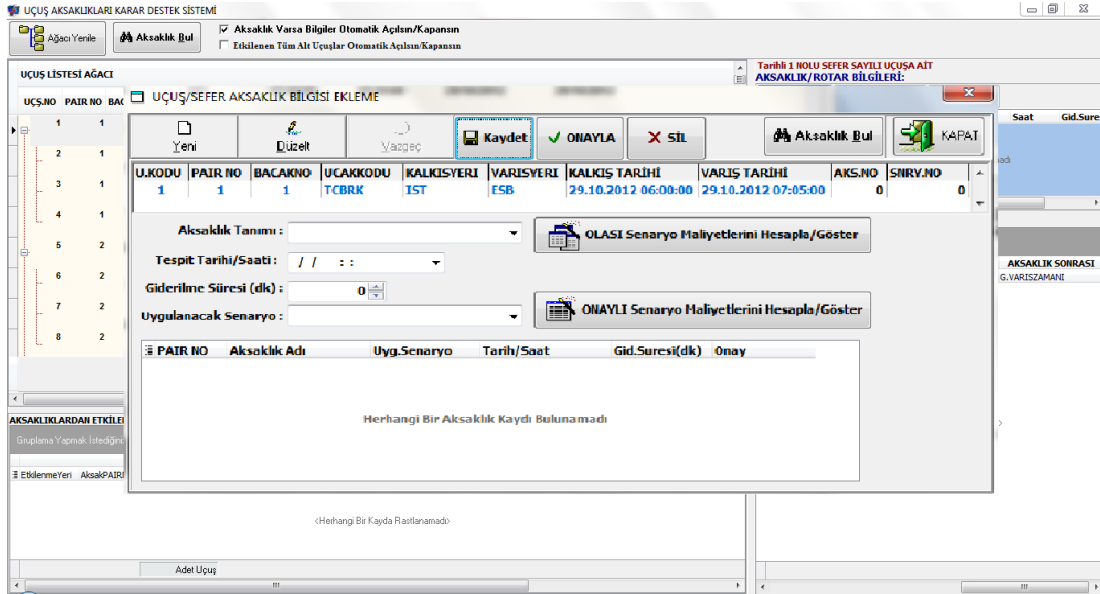 UÇUŞ AKSAKLIKLARI KARAR DESTEK SİSTEMİ
Ağacı Yenile
Aksaklık Bul
Aksaklık Varsa Bilgiler Otomatik Açılsın/Kapansın
Etkilenen Tüm Alt Uçuşlar Otomatik Açılsın/Kapansın
UÇUŞ LİSTESİ AĞACI
Tarihli 1 NOLU SEFER SAYILI UÇUŞA AİT
AKSAKLIK/ROTAR BİLGİLERİ:
UÇŞ.NO PAIR NO BAC
1 1
2 1
3 1
4 1
5 2
6 2
7 2
8 2
Saat Gid.Sure
UÇUŞ/SEFER AKSAKLIK BİLGİSİ EKLEME
Yeni
Düzelt
Vazgeç
Kaydet
ONAYLA
SİL
Aksaklık Bul
KAPAT
U.KODU PAIR NO BACAKNO UCAKKODU KALKISYERI VARISYERI KALKIŞ TARİHİ VARIŞ TARİHİ AKS.NO SNRV.NO
1 1 1 TCBRK IST ESB 29.10.2012 06:00:00 29.10.2012 07:05:00 0 0
Aksaklık Tanımı :
OLASI Senaryo Maliyetlerini Hesapla/Göster
Tespit Tarihi/Saati : / / : :
Giderilme Süresi (dk) : 0
Uygulanacak Senaryo :
ONAYLI Senaryo Maliyetlerini Hesapla/Göster
PAIR NO Aksaklık Adı Uyg.Senaryo Tarih/Saat Gid.Suresi(dk) Onay
Herhangi Bir Aksaklık Kaydı Bulunamadı
AKSAKLIK SONRASI
G.VARISZAMANI
AKSAKLIKLARDAN ETKİLE
Gruplama Yapmak İstediğini
EtkilenmeYeri AksakPAIR
<Herhangi Bir Kayda Rastlanamadı>
Adet Uçuş